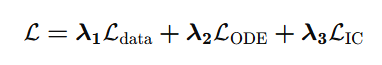 ℒ = λ₁ℒ_data + λ₂ℒ_ODE + λ₃ℒ_IC